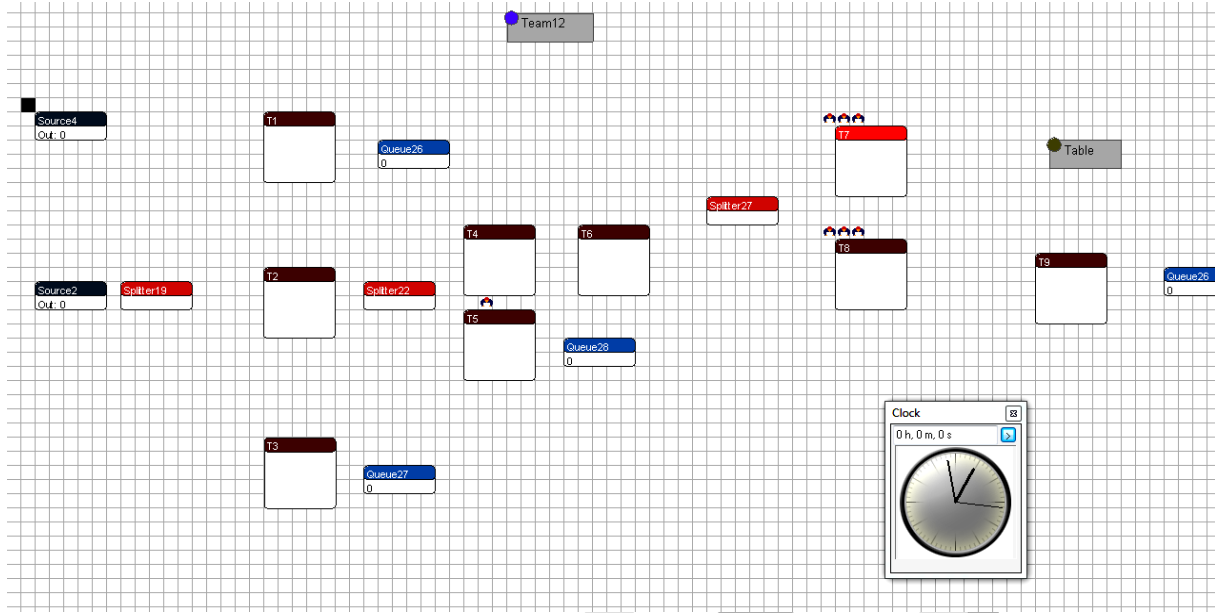 Team12
Source4
Out: 0
T1
Queue26
0
T7
Table
Splitter27
T4
T6
T8
T9
Source2
Out: 0
Splitter19
T2
Splitter22
Queue26
0
T5
Queue28
0
Clock
0 h, 0 m, 0 s
T3
Queue27
0